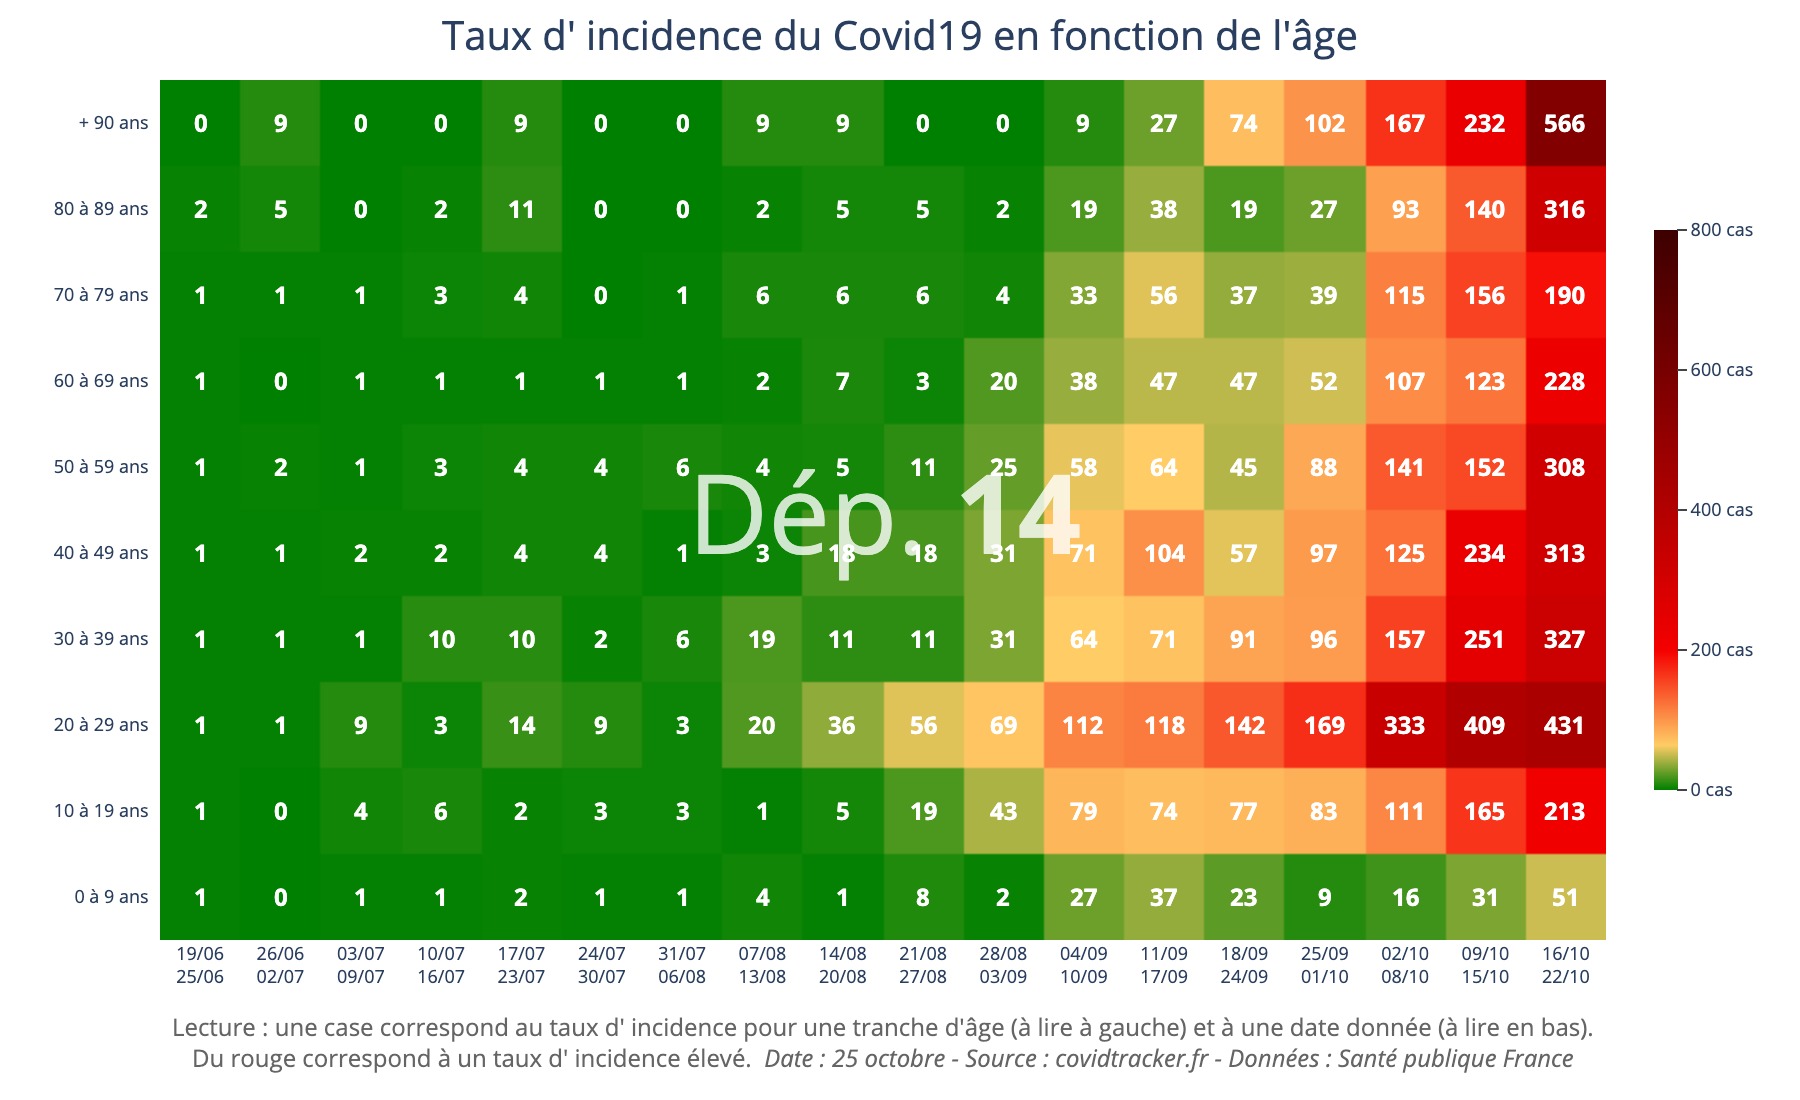 Taux d' incidence du Covid19 en fonction de l'âge
+ 90 ans 0 9 0 0 9 0 0 9 9 0 0 9 27 74 102 167 232 566
80 à 89 ans 2 5 0 2 11 0 0 2 5 5 2 19 38 19 27 93 140 316
70 à 79 ans 1 1 1 3 4 0 1 6 6 6 4 33 56 37 39 115 156 190
60 à 69 ans 1 0 1 1 1 1 1 2 7 3 20 38 47 47 52 107 123 228
50 à 59 ans 1 2 1 3 4 4 6 4 5 11 25 58 64 45 88 141 152 308
Dép. 14
40 à 49 ans 1 1 2 2 4 4 1 3 18 18 31 71 104 57 97 125 234 313
30 à 39 ans 1 1 1 10 10 2 6 19 11 11 31 64 71 91 96 157 251 327
20 à 29 ans 1 1 9 3 14 9 3 20 36 56 69 112 118 142 169 333 409 431
10 à 19 ans 1 0 4 6 2 3 3 1 5 19 43 79 74 77 83 111 165 213
0 à 9 ans 1 0 1 1 2 1 1 4 1 8 2 27 37 23 9 16 31 51
19/06 26/06 03/07 10/07 17/07 24/07 31/07 07/08 14/08 21/08 28/08 04/09 11/09 18/09 25/09 02/10 09/10 16/10
25/06 02/07 09/07 16/07 23/07 30/07 06/08 13/08 20/08 27/08 03/09 10/09 17/09 24/09 01/10 08/10 15/10 22/10
800 cas
600 cas
400 cas
200 cas
0 cas
Lecture : une case correspond au taux d' incidence pour une tranche d'âge (à lire à gauche) et à une date donnée (à lire en bas).
Du rouge correspond à un taux d' incidence élevé. Date : 25 octobre - Source : covidtracker.fr - Données : Santé publique France